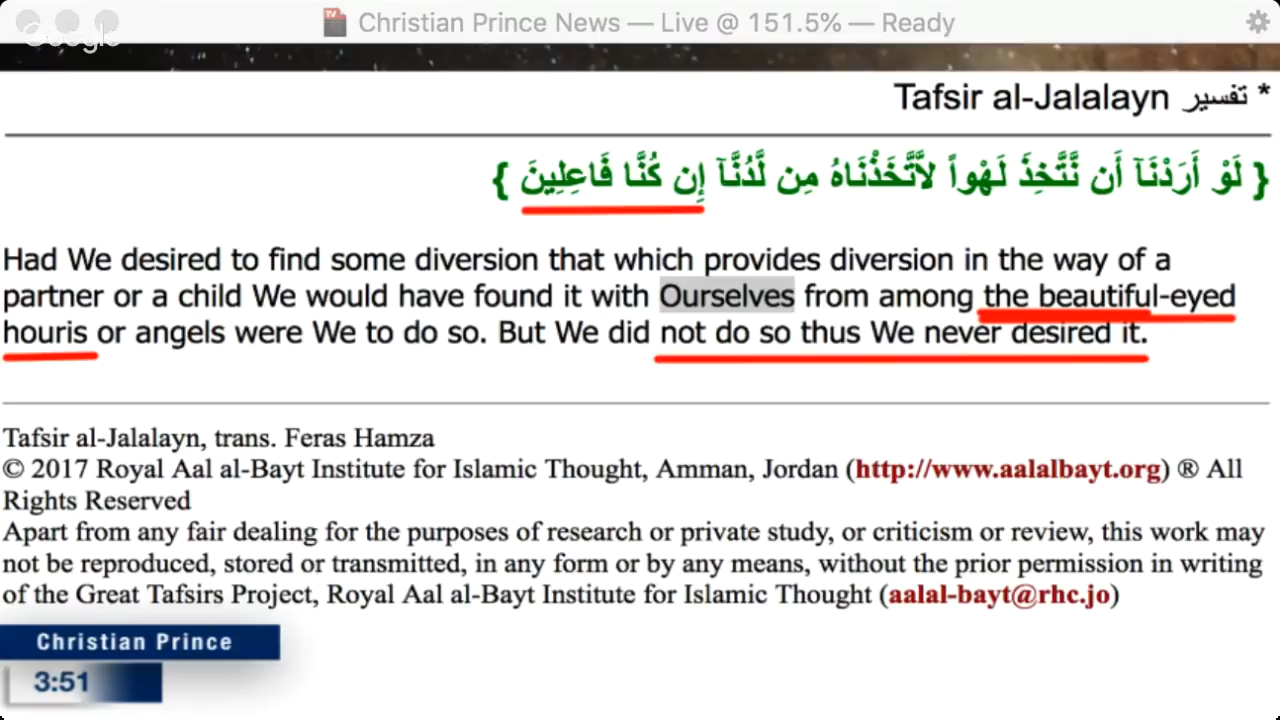 Christian Prince News — Live @ 151.5% — Ready
Google
Tafsir al-Jalalayn تفسير *
{ لَوْ أَرَدْنَآ أَن نَّتَّخِذَ لَهْواً لاَّتَّخَذْنَاهُ مِن لَّدُنَّآ إِن كُنَّا فَاعِلِينَ }
Had We desired to find some diversion that which provides diversion in the way of a
partner or a child We would have found it with Ourselves from among the beautiful-eyed
houris or angels were We to do so. But We did not do so thus We never desired it.
Tafsir al-Jalalayn, trans. Feras Hamza
© 2017 Royal Aal al-Bayt Institute for Islamic Thought, Amman, Jordan (http://www.aalalbayt.org) ® All
Rights Reserved
Apart from any fair dealing for the purposes of research or private study, or criticism or review, this work may
not be reproduced, stored or transmitted, in any form or by any means, without the prior permission in writing
of the Great Tafsirs Project, Royal Aal al-Bayt Institute for Islamic Thought (aalal-bayt@rhc.jo)
Christian Prince
3:51